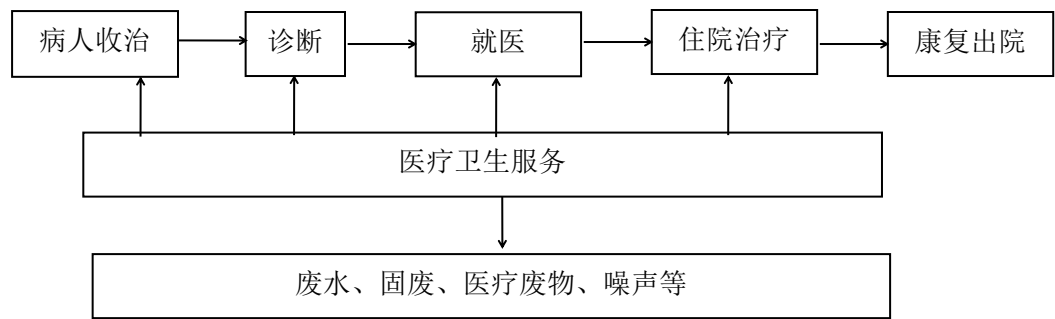 病人收治
诊断
就医
住院治疗
康复出院
医疗卫生服务
废水、固废、医疗废物、噪声等